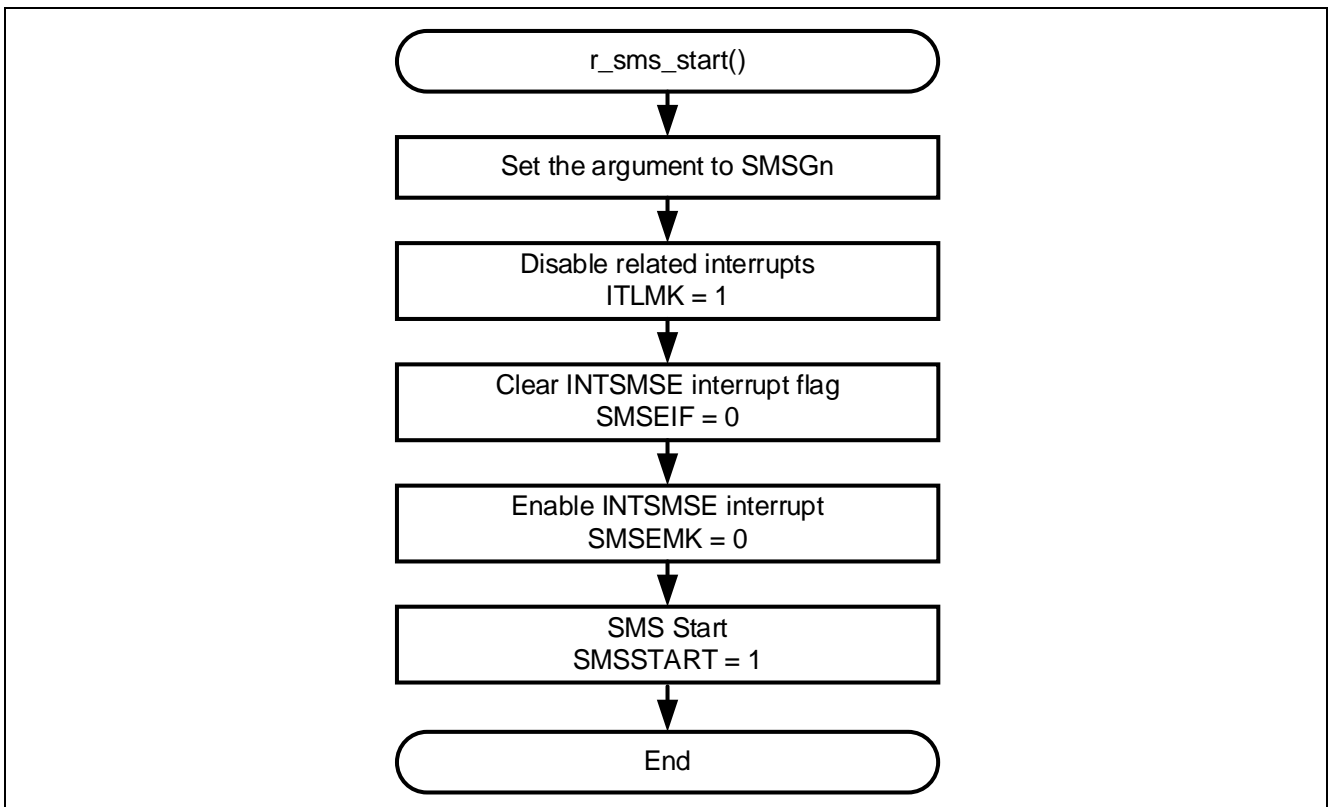 r_sms_start()
Set the argument to SMSGn
Disable related interrupts
ITLMK = 1
Clear INTSMSE interrupt flag
SMSEIF = 0
Enable INTSMSE interrupt
SMSEMK = 0
SMS Start
SMSSTART = 1
End